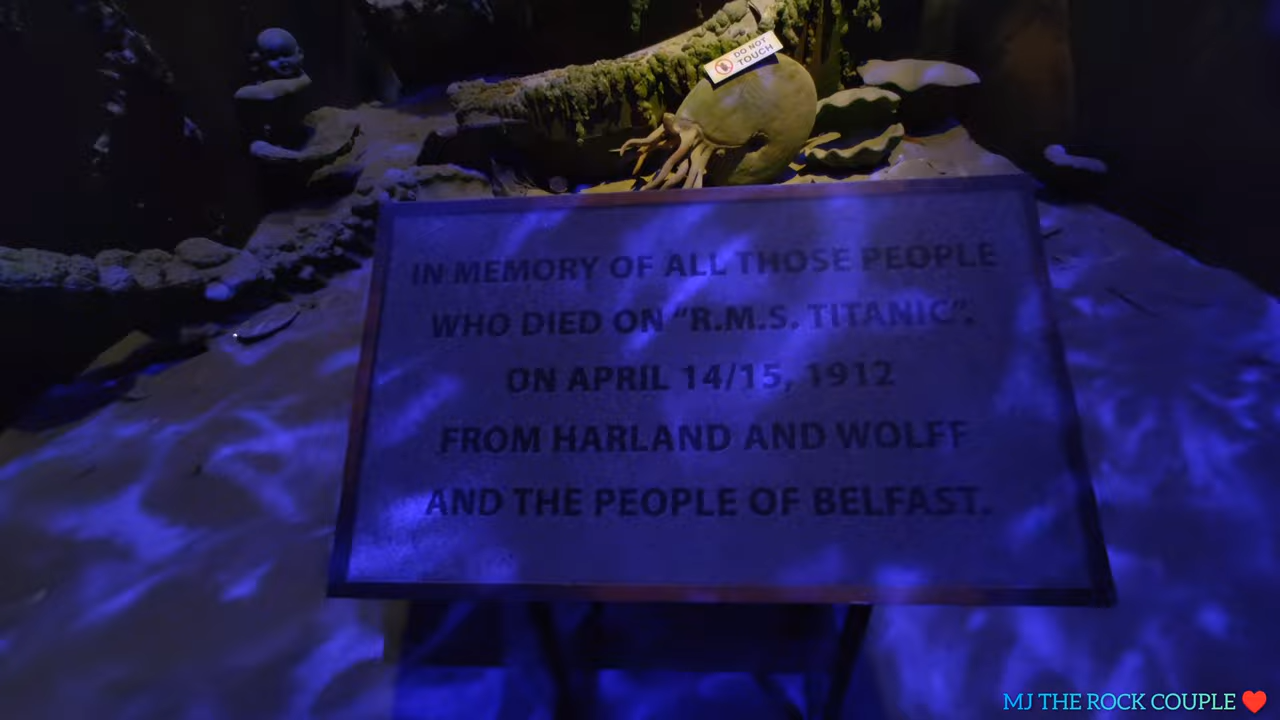 DO NOT
TOUCH
IN MEMORY OF ALL THOSE PEOPLE
WHO DIED ON "R.M.S. TITANIC".
ON APRIL 14/15, 1912
FROM HARLAND AND WOLFF
AND THE PEOPLE OF BELFAST.
MJ THE ROCK COUPLE ❤️